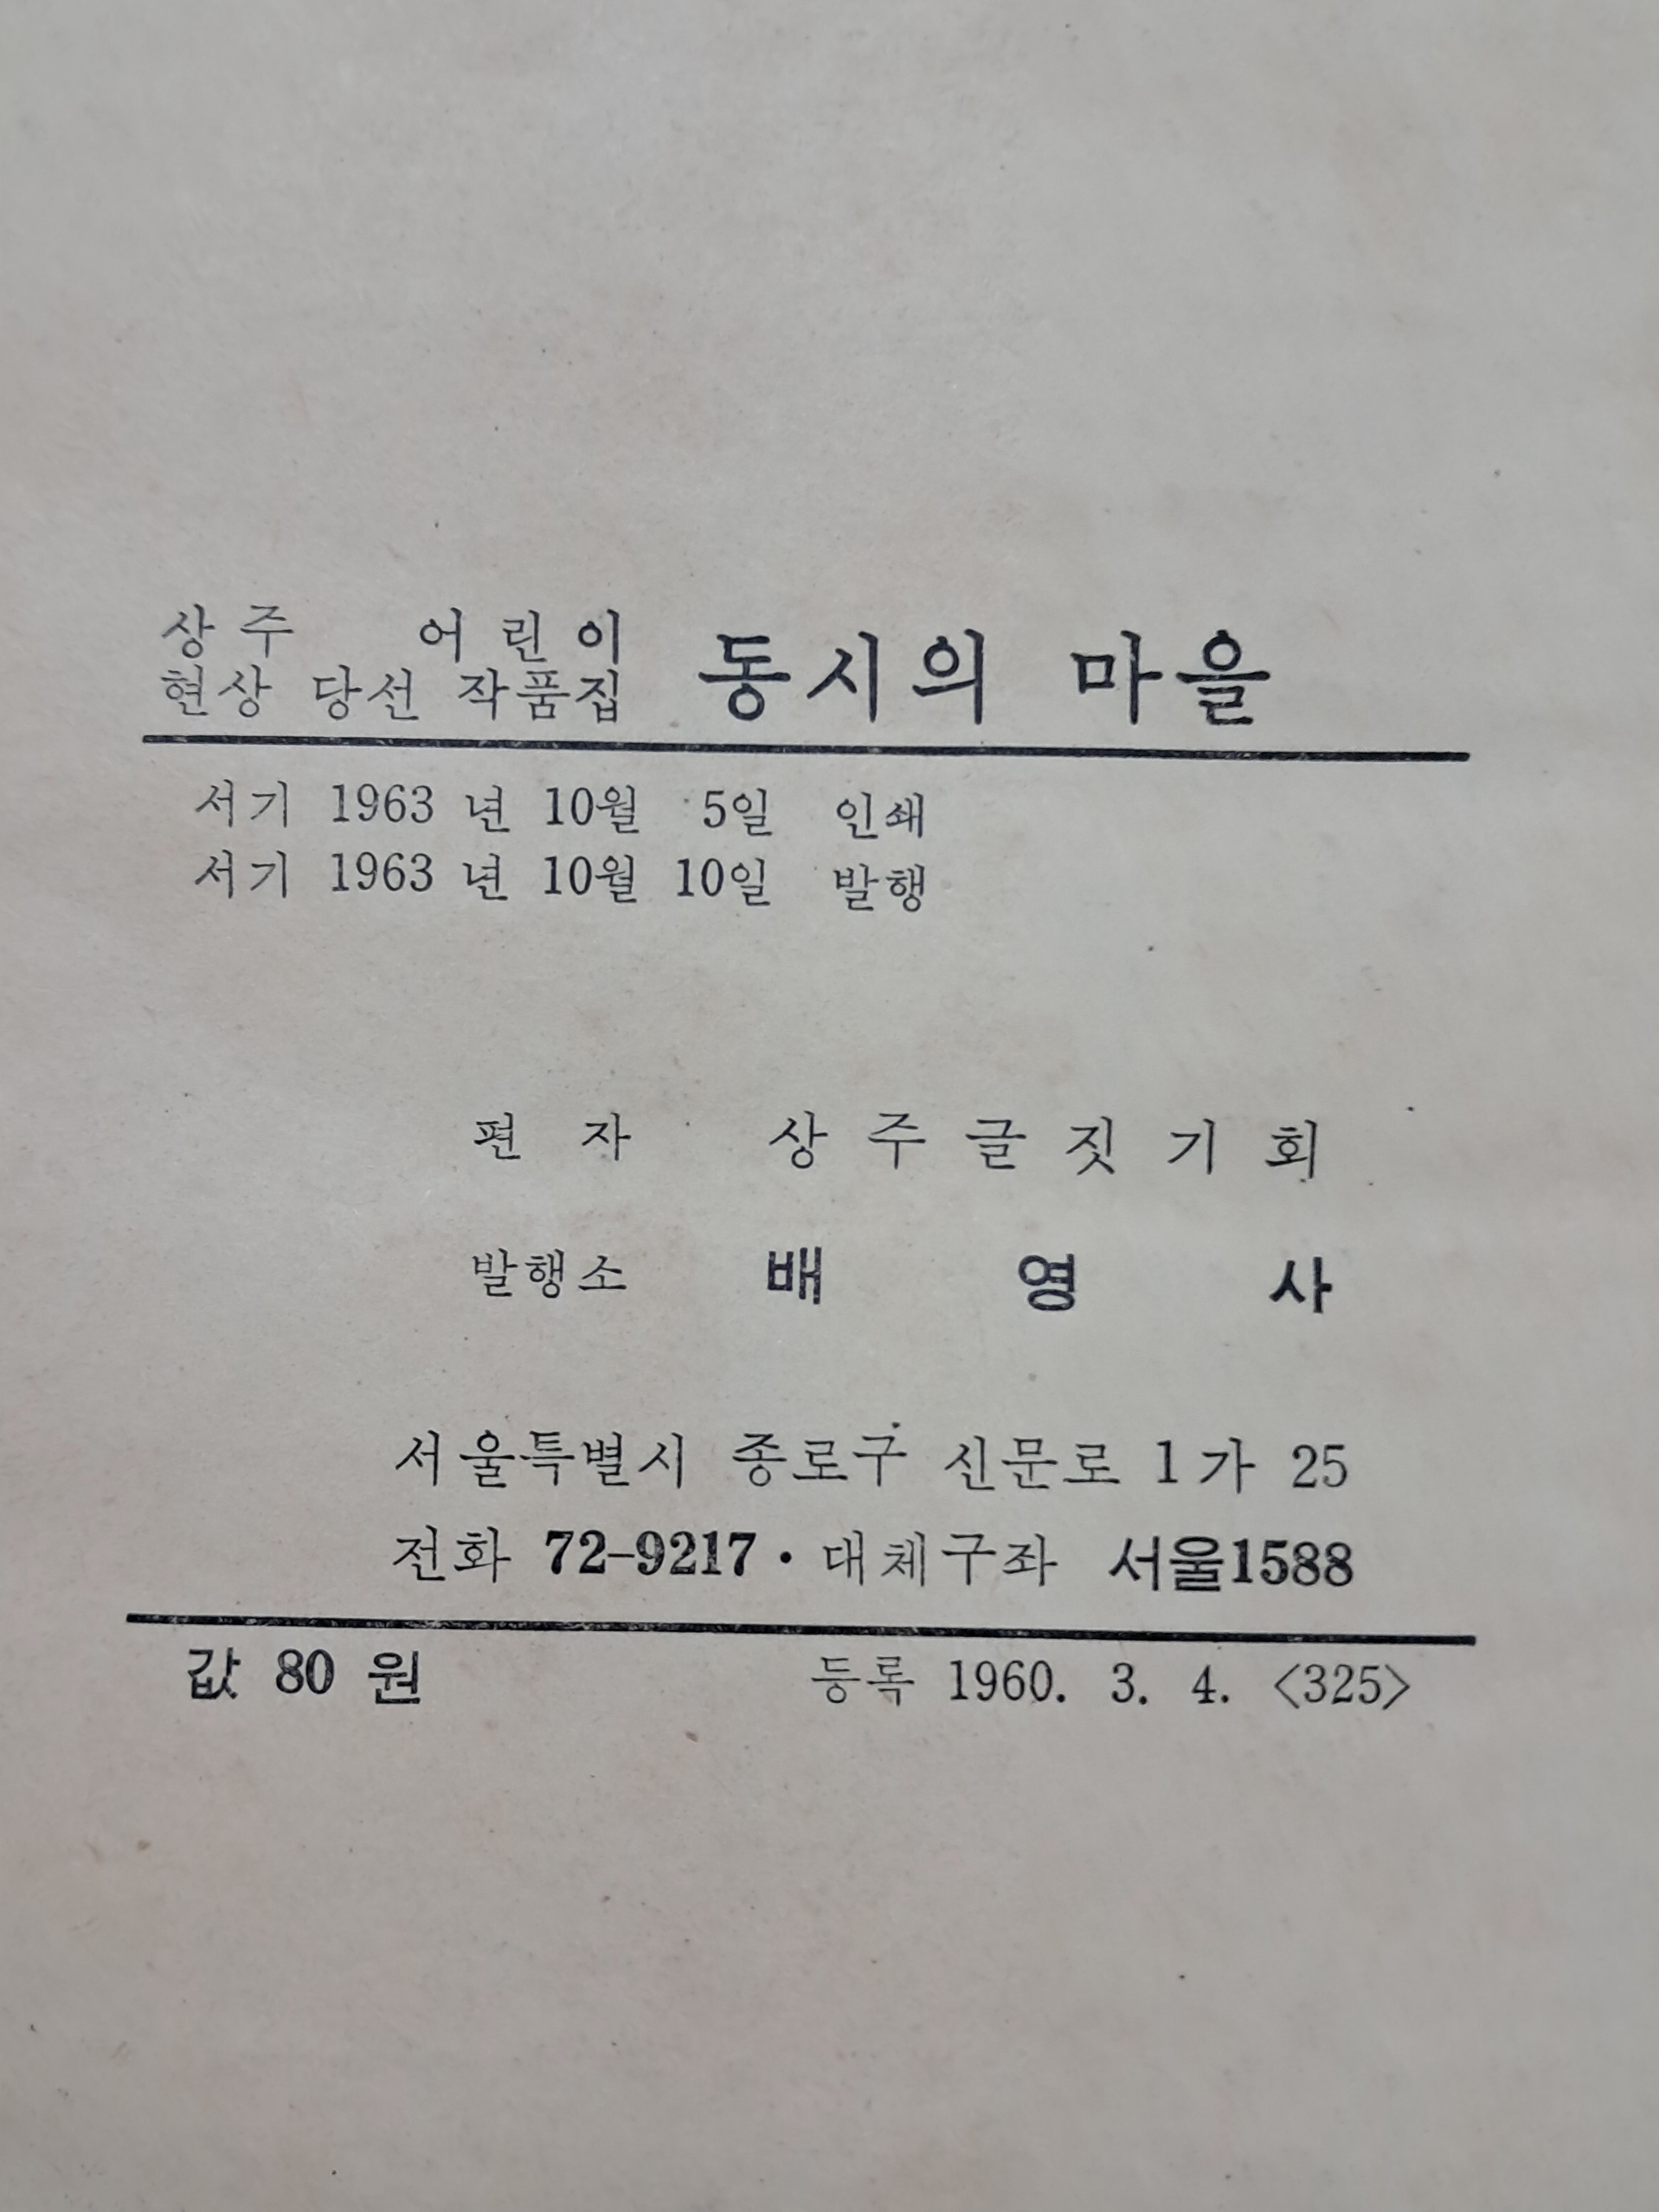 상주 어린이
현상 당선 작품집 동시의 마을
서기 1963 년 10월 5일 인쇄
서기 1963 년 10월 10일 발행
편 자 상 주 글 짓 기 회
발행소 배 영 사
서울특별시 종로구 신문로 1가 25
전화 72-9217 · 대체구좌 서울1588
값 80 원 등록 1960. 3. 4. <325>